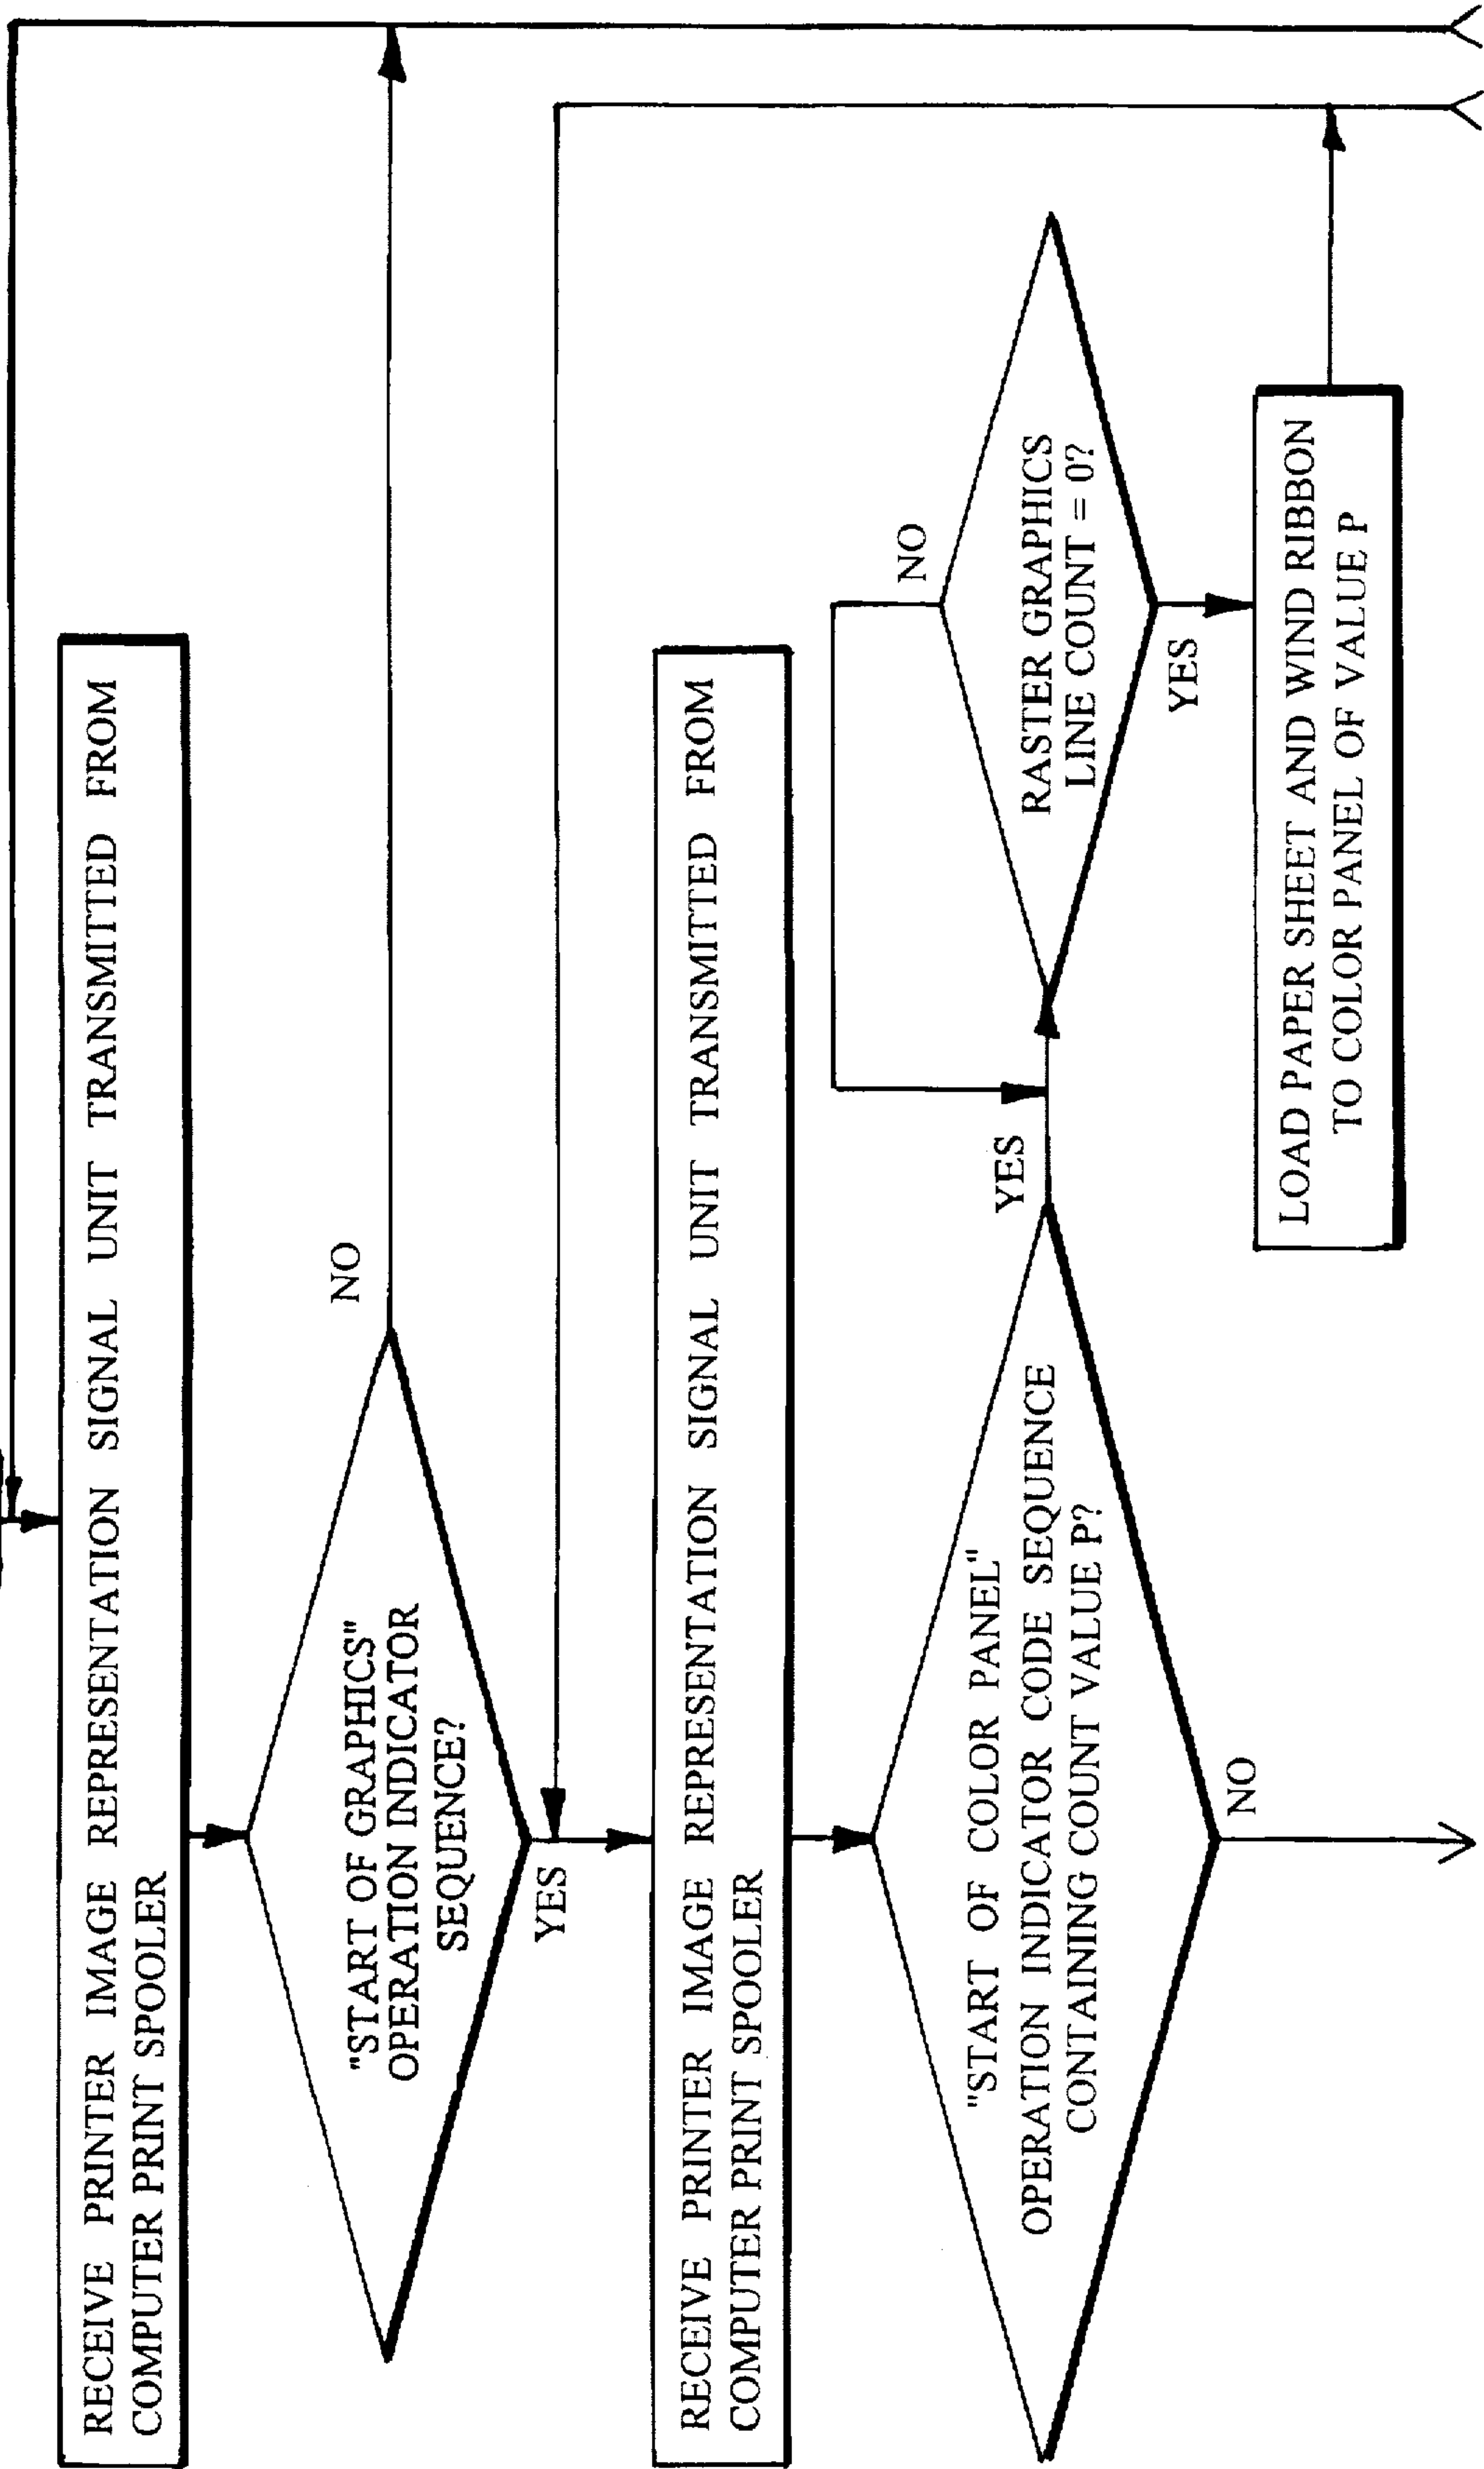 RECEIVE PRINTER IMAGE REPRESENTATION SIGNAL UNIT TRANSMITTED FROM
COMPUTER PRINT SPOOLER
NO
"START OF GRAPHICS"
OPERATION INDICATOR
SEQUENCE?
YES
RECEIVE PRINTER IMAGE REPRESENTATION SIGNAL UNIT TRANSMITTED FROM
COMPUTER PRINT SPOOLER
"START OF COLOR PANEL"
OPERATION INDICATOR CODE SEQUENCE
CONTAINING COUNT VALUE P?
YES
NO
NO
RASTER GRAPHICS
LINE COUNT = 0?
YES
LOAD PAPER SHEET AND WIND RIBBON
TO COLOR PANEL OF VALUE P